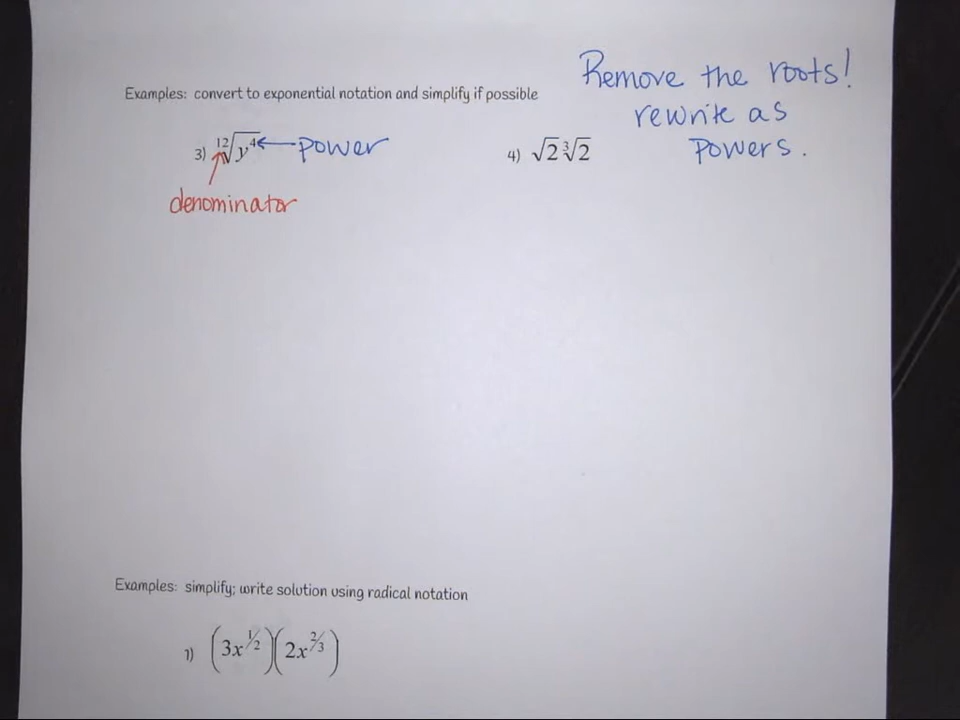 Examples: convert to exponential notation and simplify if possible
Remove the roots!
rewrite as
powers.
3) ¹²√y⁴ ← power
denominator
4) √2 ³√2
Examples: simplify; write solution using radical notation
1) (3x^1/2)(2x^2/3)